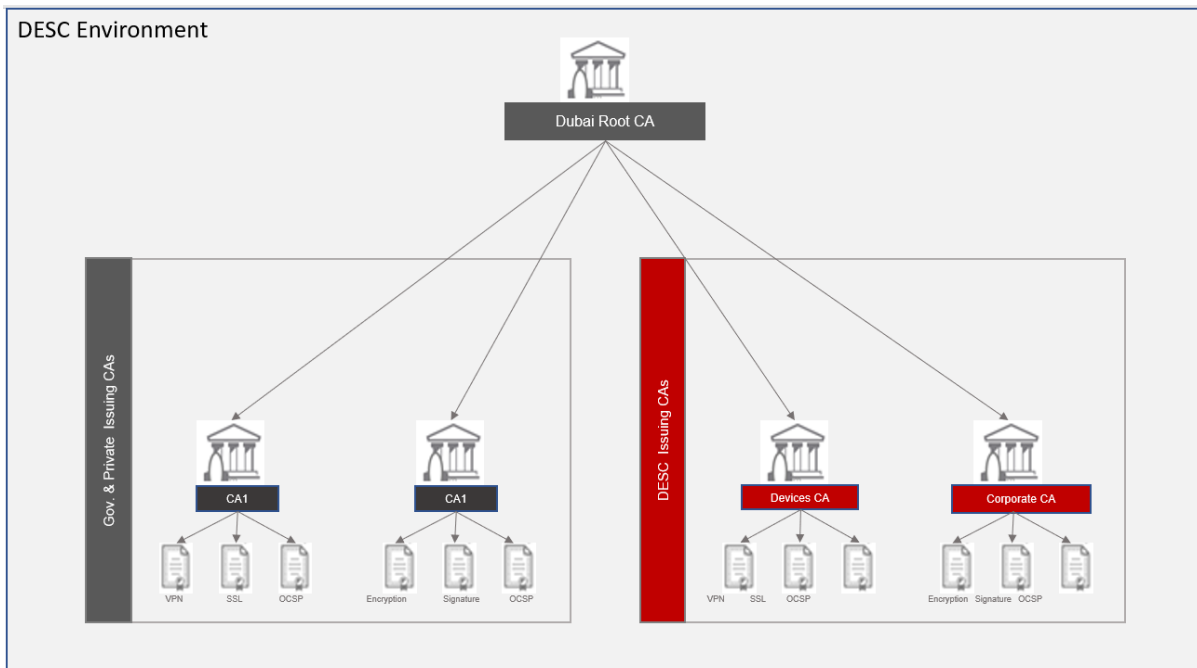 DESC Environment
Dubai Root CA
Gov. & Private Issuing CAs
CA1
VPN SSL OCSP
CA1
Encryption Signature OCSP
DESC Issuing CAs
Devices CA
VPN SSL OCSP
Corporate CA
Encryption Signature OCSP